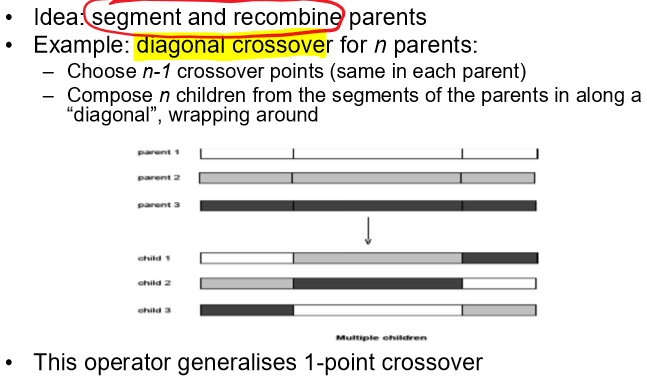 • Idea: segment and recombine parents
• Example: diagonal crossover for n parents:
– Choose n-1 crossover points (same in each parent)
– Compose n children from the segments of the parents in along a
“diagonal”, wrapping around
parent 1
parent 2
parent 3
child 1
child 2
child 3
Multiple children
• This operator generalises 1-point crossover